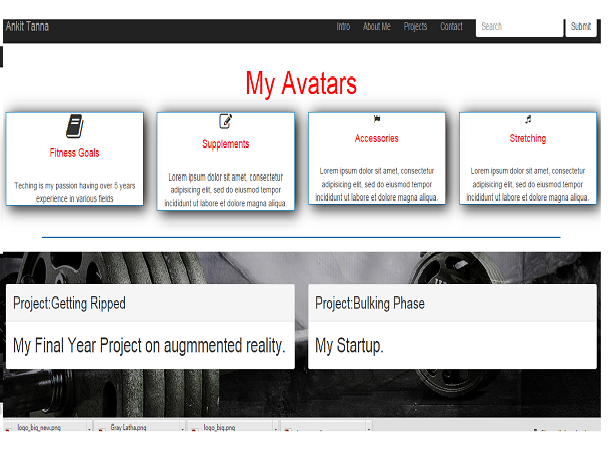 Ankit Tanna
Intro About Me Projects Contact Search Submit
My Avatars
Fitness Goals
Teching is my passion having over 5 years
experience in various fields
Supplements
Lorem ipsum dolor sit amet, consectetur
adipisicing elit, sed do eiusmod tempor
incididunt ut labore et dolore magna aliqua.
Accessories
Lorem ipsum dolor sit amet, consectetur
adipisicing elit, sed do eiusmod tempor
incididunt ut labore et dolore magna aliqua.
Stretching
Lorem ipsum dolor sit amet, consectetur
adipisicing elit, sed do eiusmod tempor
incididunt ut labore et dolore magna aliqua.
Project:Getting Ripped
My Final Year Project on augmmented reality.
Project:Bulking Phase
My Startup.
logo_big_new.png Gray Latha.png logo_big.png